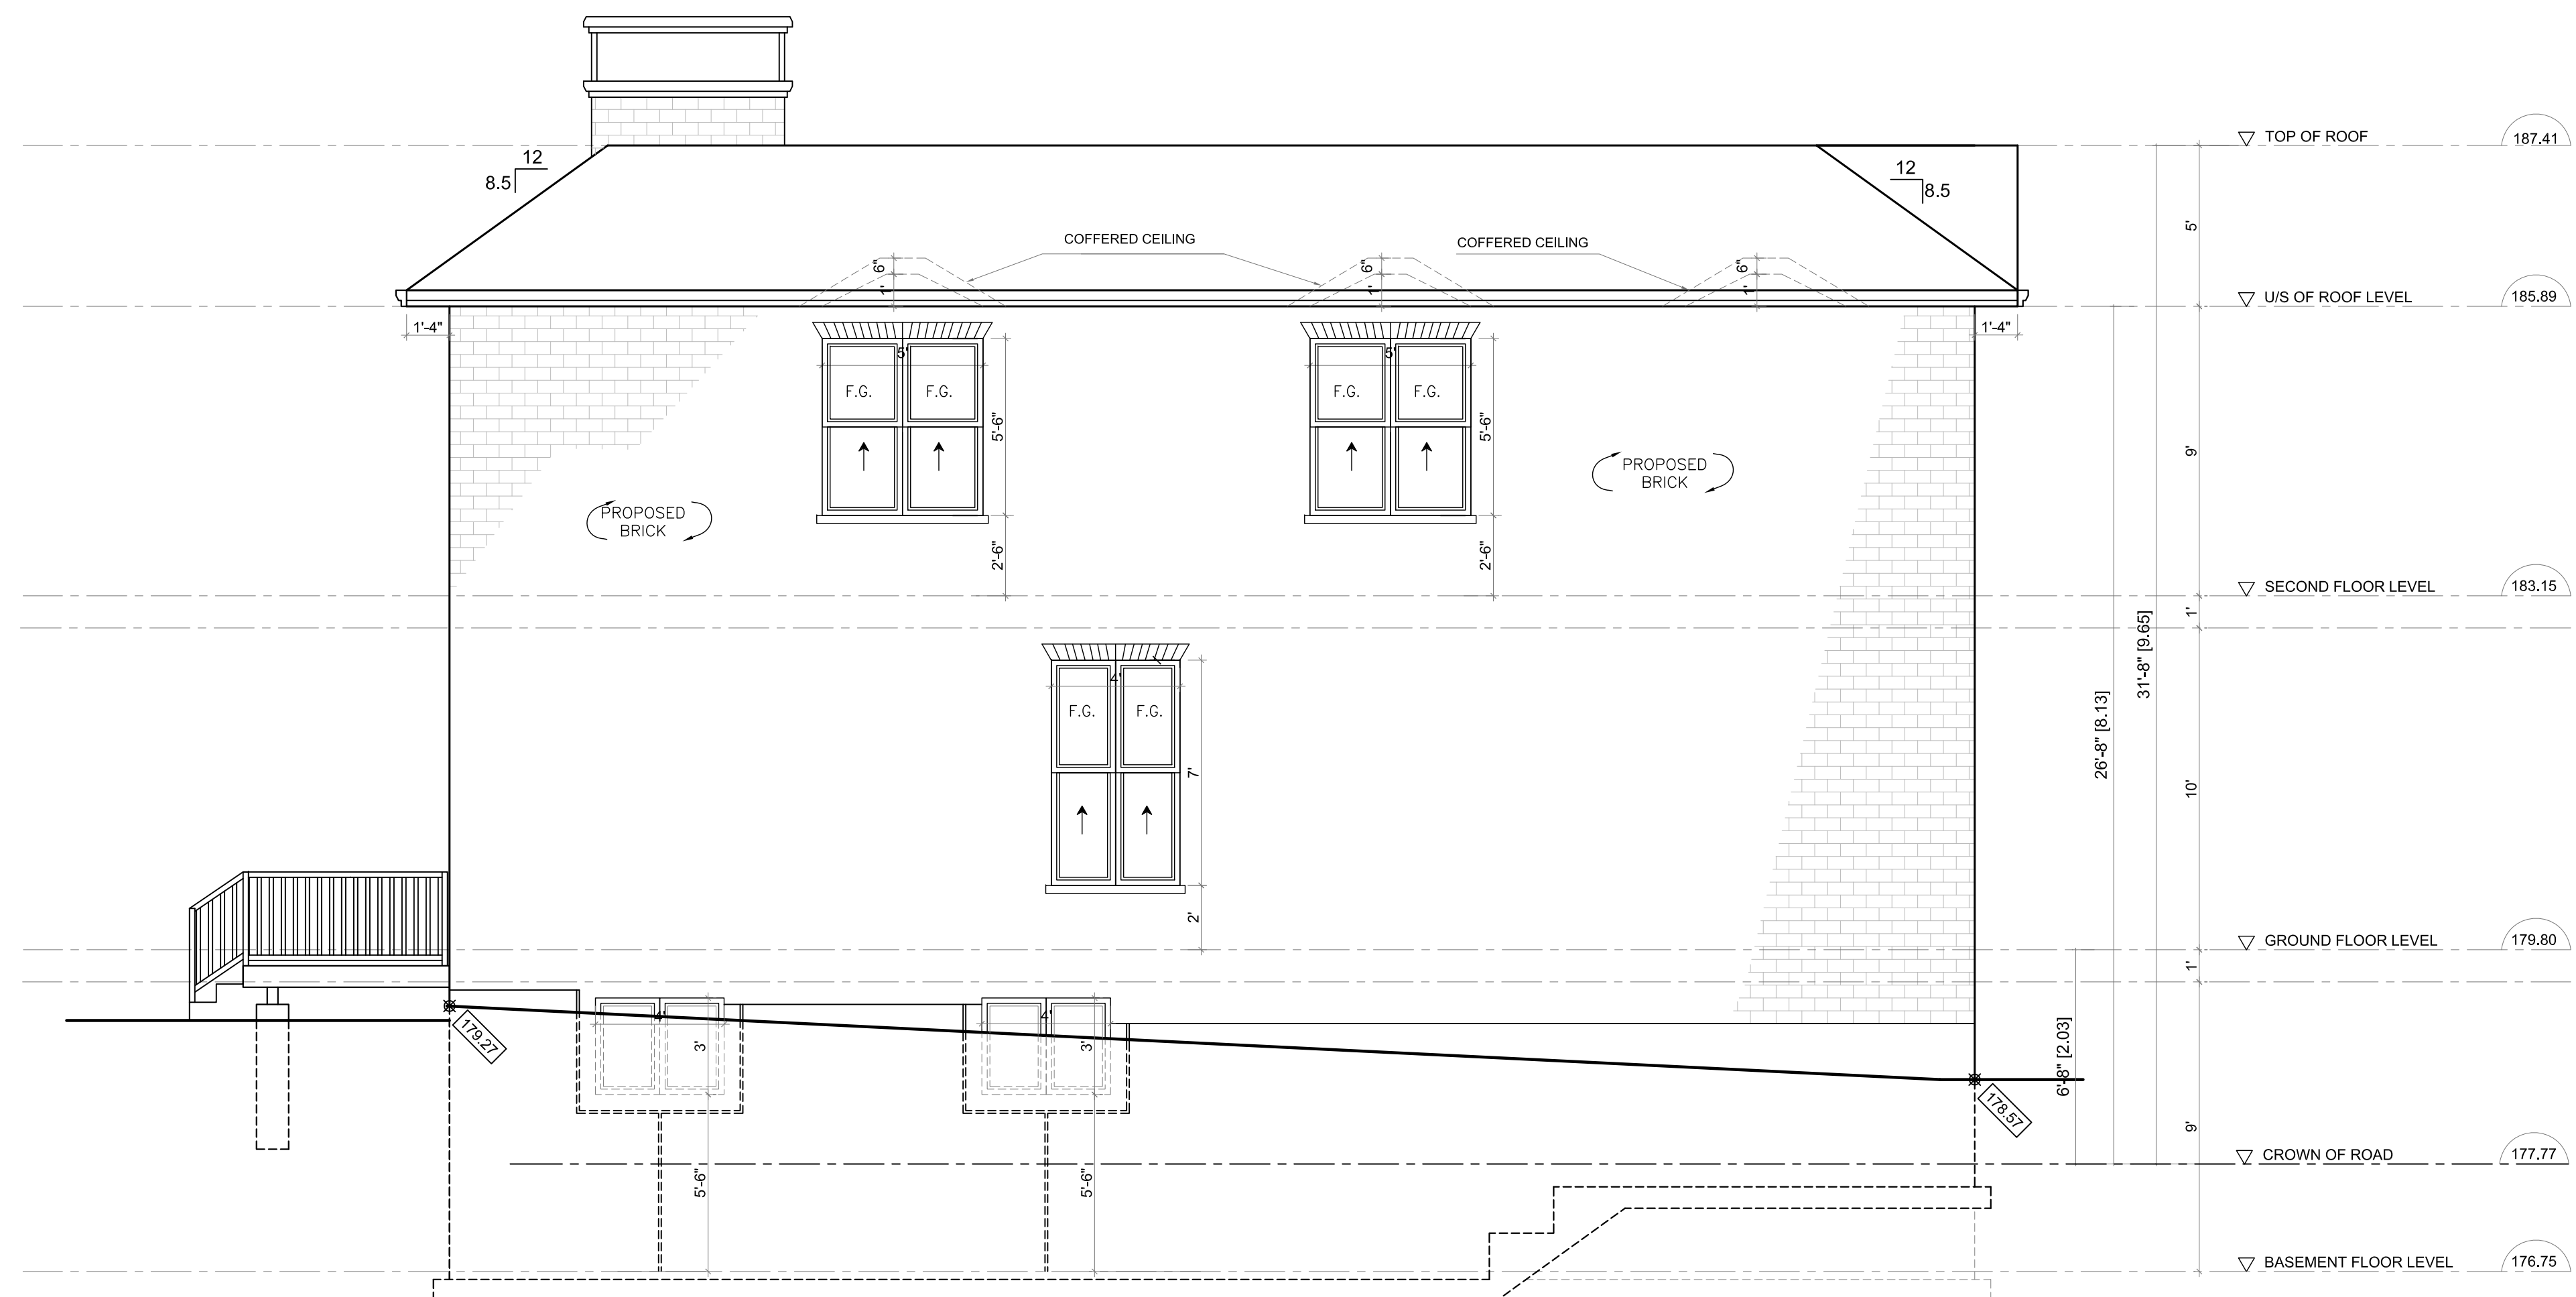 12
8.5
12
8.5
TOP OF ROOF
187.41
5'
COFFERED CEILING
COFFERED CEILING
6"
1'
6"
1'
6"
1'
U/S OF ROOF LEVEL
185.89
1'-4"
1'-4"
5'
5'
F.G.
F.G.
F.G.
F.G.
5'-6"
5'-6"
9'
PROPOSED
BRICK
PROPOSED
BRICK
2'-6"
2'-6"
SECOND FLOOR LEVEL
183.15
1'
31'-8" [9.65]
26'-8" [8.13]
4'
F.G.
F.G.
7'
10'
2'
GROUND FLOOR LEVEL
179.80
1'
179.27
4'
4'
3'
3'
6'-8" [2.03]
178.57
9'
CROWN OF ROAD
177.77
5'-6"
5'-6"
BASEMENT FLOOR LEVEL
176.75